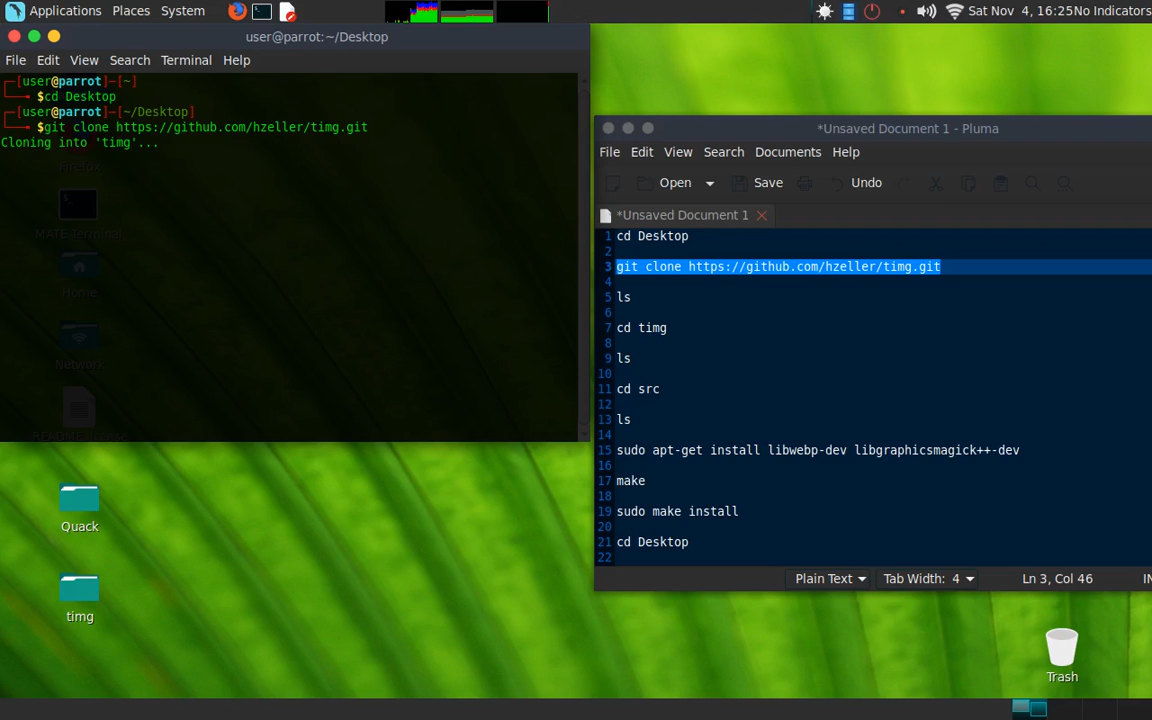 Applications Places System
Sat Nov 4, 16:25No Indicators
user@parrot:~/Desktop
File Edit View Search Terminal Help
┌─[user@parrot]─[~]
└──╼ $cd Desktop
┌─[user@parrot]─[~/Desktop]
└──╼ $git clone https://github.com/hzeller/timg.git
Cloning into 'timg'...
Firefox
MATE Terminal
Home
Network
Quack
timg
*Unsaved Document 1 - Pluma
File Edit View Search Documents Help
Open Save Undo
*Unsaved Document 1
1 cd Desktop
2
3 git clone https://github.com/hzeller/timg.git
4
5 ls
6
7 cd timg
8
9 ls
10
11 cd src
12
13 ls
14
15 sudo apt-get install libwebp-dev libgraphicsmagick++-dev
16
17 make
18
19 sudo make install
20
21 cd Desktop
22
Plain Text Tab Width: 4 Ln 3, Col 46
Trash